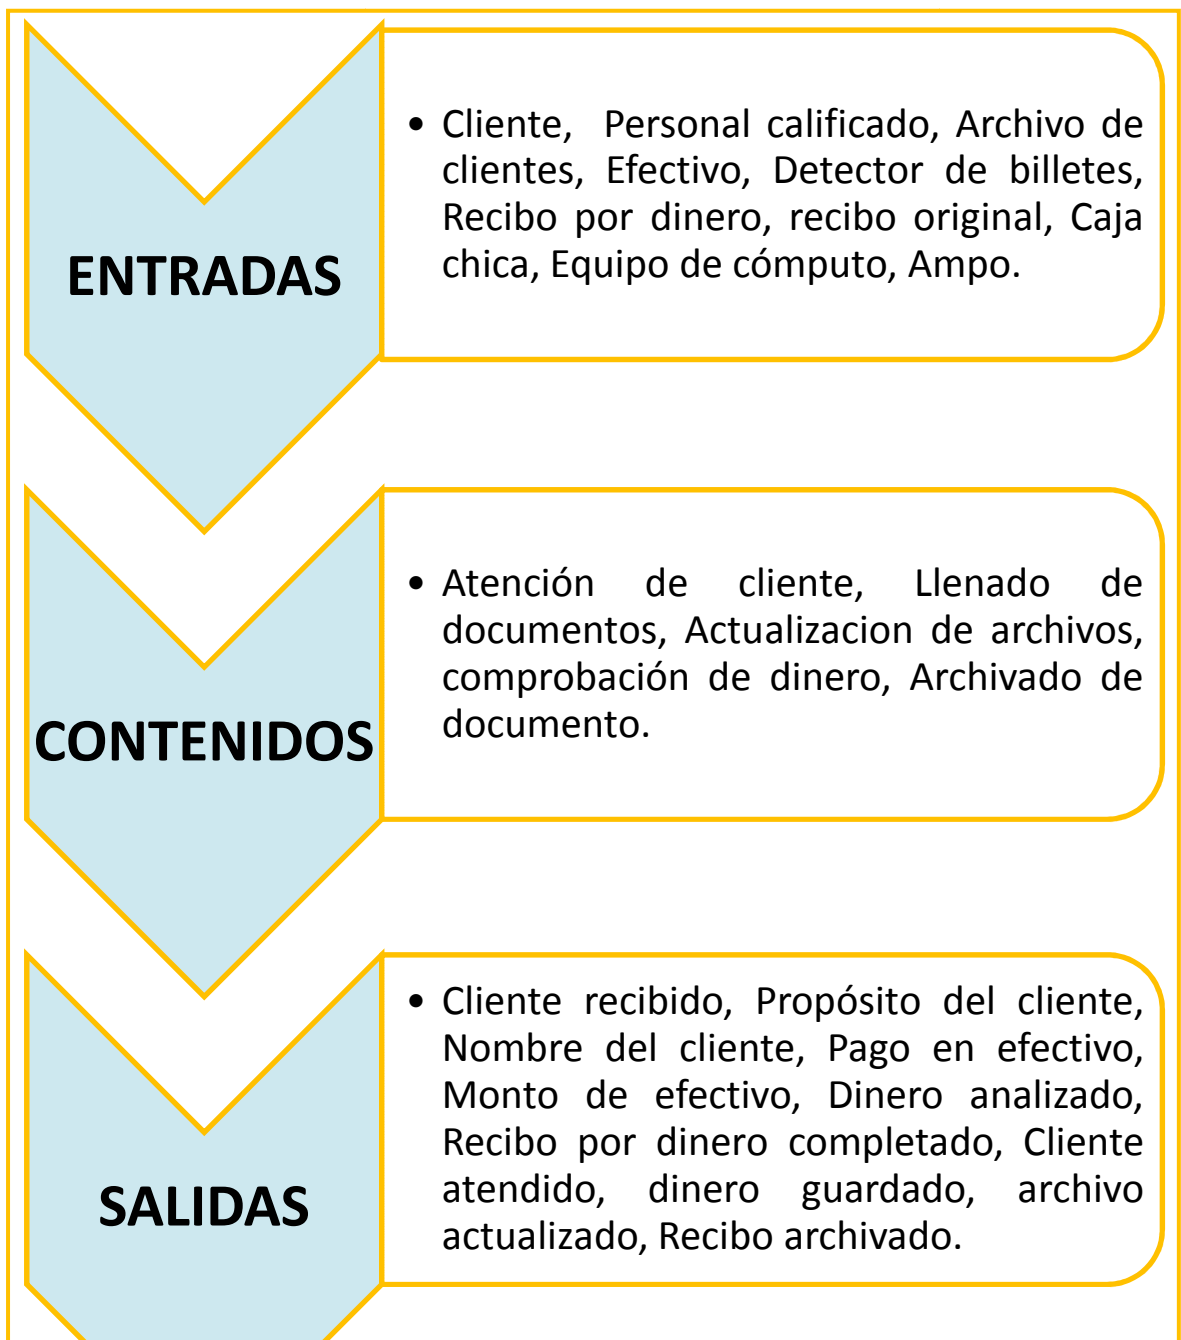 ENTRADAS
• Cliente, Personal calificado, Archivo de
clientes, Efectivo, Detector de billetes,
Recibo por dinero, recibo original, Caja
chica, Equipo de cómputo, Ampo.
CONTENIDOS
• Atención de cliente, Llenado de
documentos, Actualizacion de archivos,
comprobación de dinero, Archivado de
documento.
SALIDAS
• Cliente recibido, Propósito del cliente,
Nombre del cliente, Pago en efectivo,
Monto de efectivo, Dinero analizado,
Recibo por dinero completado, Cliente
atendido, dinero guardado, archivo
actualizado, Recibo archivado.